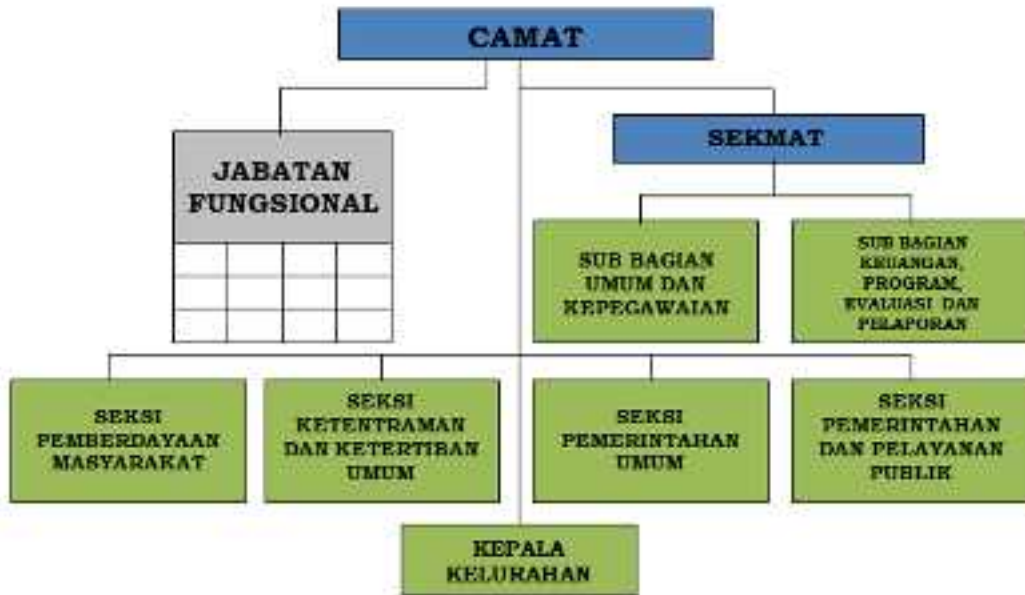 CAMAT
SEKMAT
JABATAN
FUNGSIONAL
SUB BAGIAN
UMUM DAN
KEPEGAWAIAN
SUB BAGIAN
KEUANGAN,
PROGRAM,
EVALUASI DAN
PELAPORAN
SEKSI
PEMBERDAYAAN
MASYARAKAT
SEKSI
KETENTRAMAN
DAN KETERTIBAN
UMUM
SEKSI
PEMERINTAHAN
UMUM
SEKSI
PEMERINTAHAN
DAN PELAYANAN
PUBLIK
KEPALA
KELURAHAN